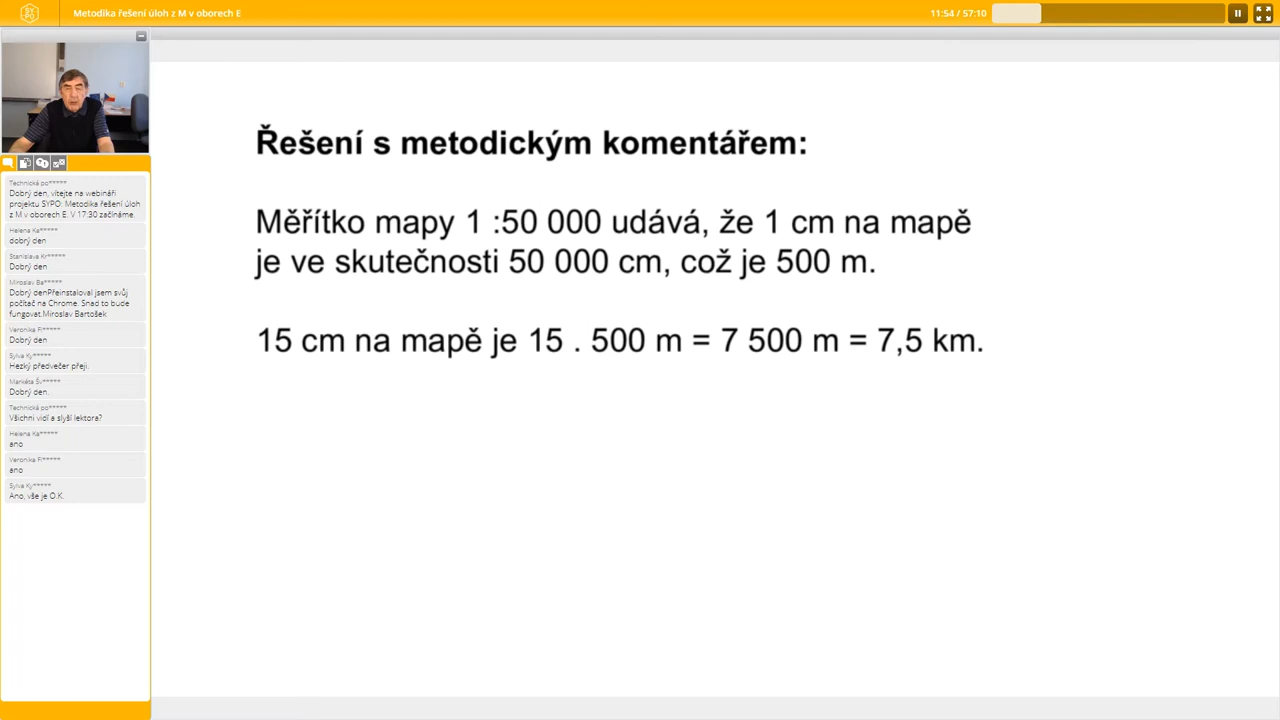 SYPO
Metodika řešení úloh z M v oborech E
11:54 / 57:10
Řešení s metodickým komentářem:
Měřítko mapy 1 :50 000 udává, že 1 cm na mapě
je ve skutečnosti 50 000 cm, což je 500 m.
15 cm na mapě je 15 . 500 m = 7 500 m = 7,5 km.
Technická po*****
Dobrý den, vítejte na webináři
projektu SYPO: Metodika řešení úloh
z M v oborech E. V 17:30 začínáme.
Helena Ka*****
dobrý den
Stanislava Kr*****
Dobrý den
Miroslav Ba*****
Dobrý denPřeinstaloval jsem svůj
počítač na Chrome. Snad to bude
fungovat.Miroslav Bartošek
Veronika Fi*****
Dobrý den
Sylva Ky*****
Hezký předvečer přeji.
Markéta Šv*****
Dobrý den.
Technická po*****
Všichni vidí a slyší lektora?
Helena Ka*****
ano
Veronika Fi*****
ano
Sylva Ky*****
Ano, vše je O.K.